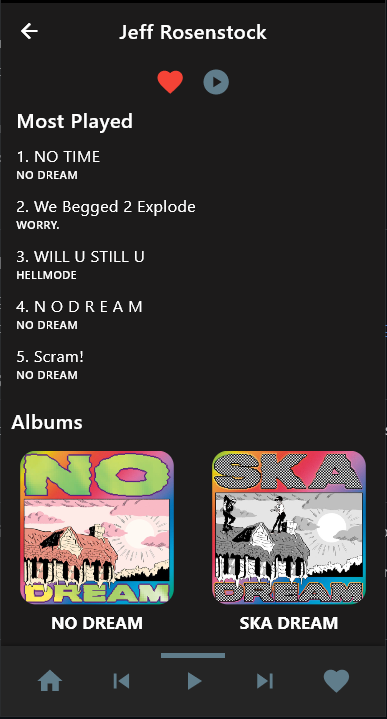 Jeff Rosenstock
Most Played
1. NO TIME
NO DREAM
2. We Begged 2 Explode
WORRY.
3. WILL U STILL U
HELLMODE
4. N O D R E A M
NO DREAM
5. Scram!
NO DREAM
Albums
NO
DREAM
SKA
DREAM
NO DREAM
SKA DREAM